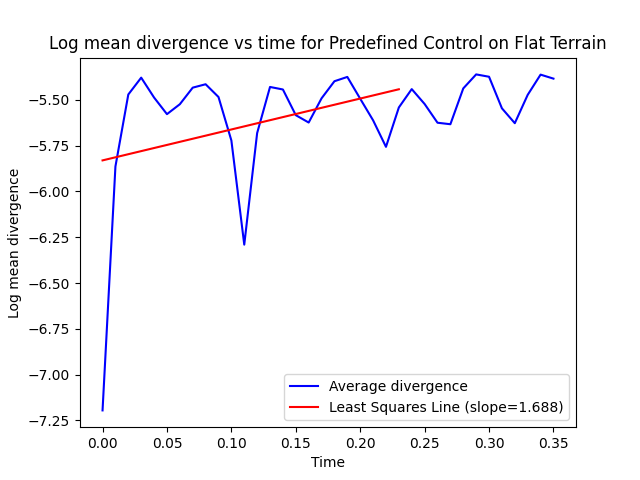 Log mean divergence vs time for Predefined Control on Flat Terrain
−5.50
−5.75
−6.00
−6.25
−6.50
−6.75
−7.00
−7.25
Log mean divergence
Average divergence
Least Squares Line (slope=1.688)
0.00 0.05 0.10 0.15 0.20 0.25 0.30 0.35
Time